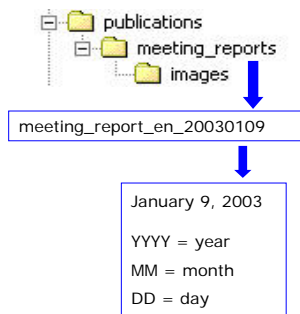 publications
meeting_reports
images
meeting_report_en_20030109
January 9, 2003
YYYY = year
MM = month
DD = day